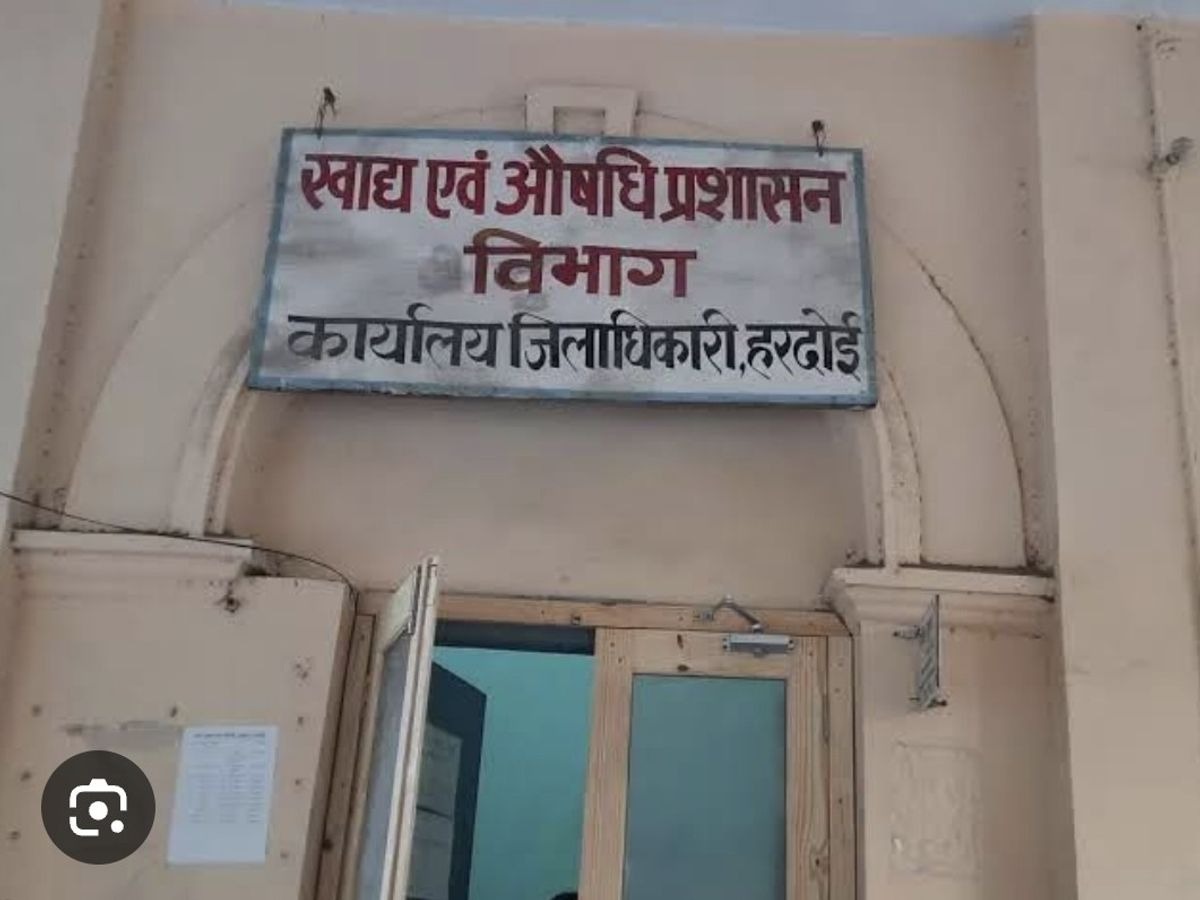 खाद्य एवं औषधि प्रशासन
विभाग
कार्यालय जिलाधिकारी,हरदोई